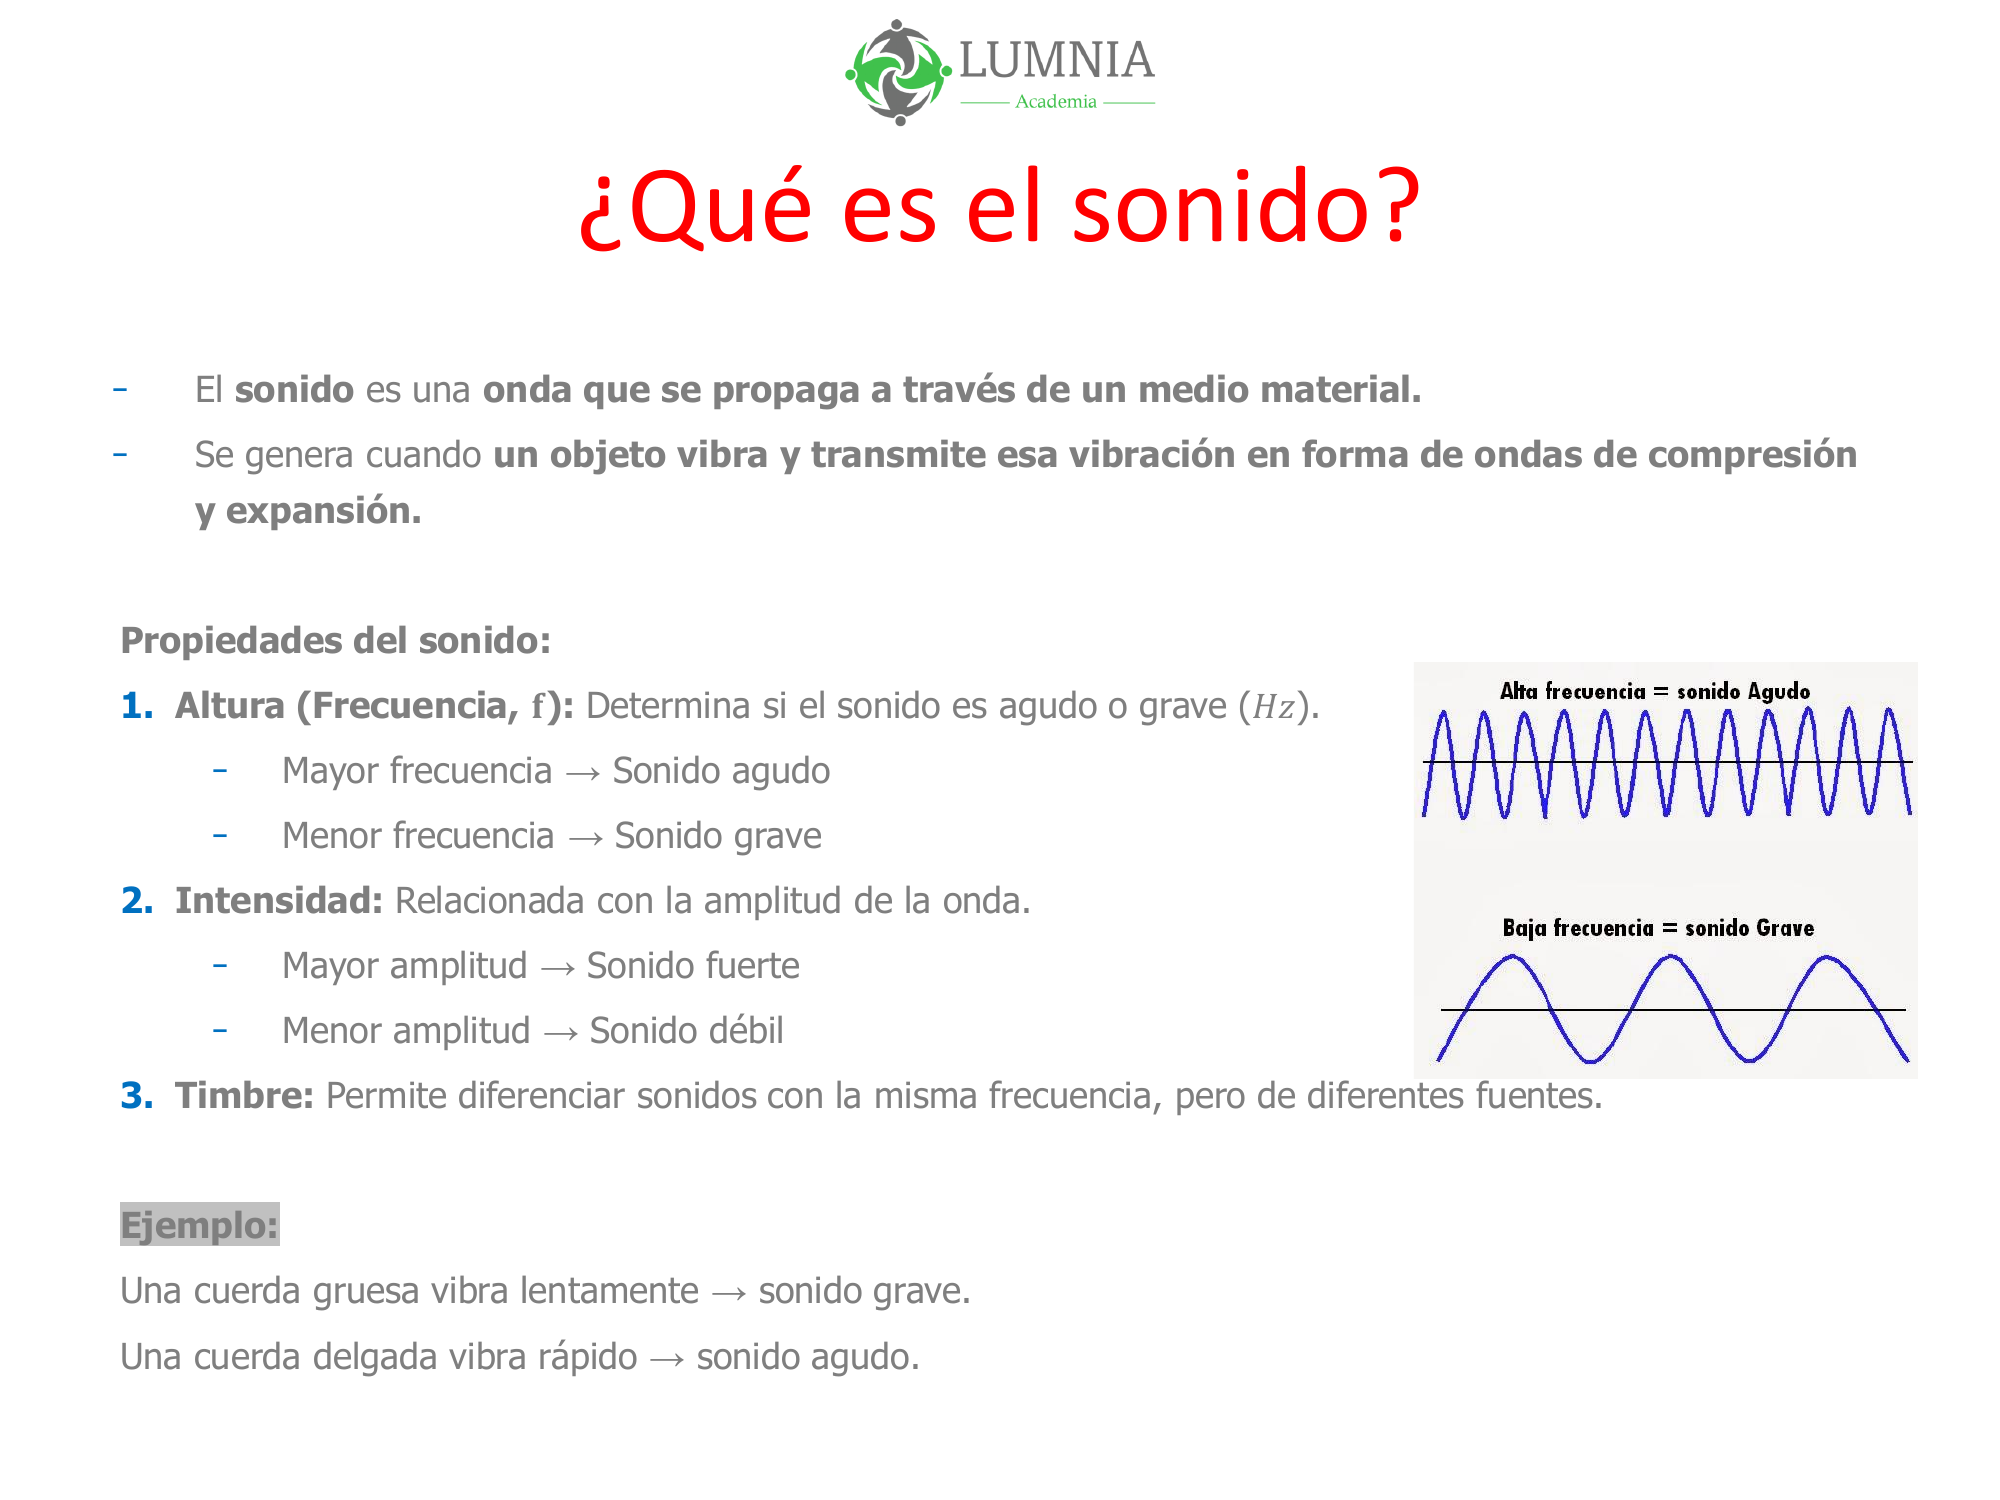 LUMNIA
Academia
¿Qué es el sonido?
- El sonido es una onda que se propaga a través de un medio material.
- Se genera cuando un objeto vibra y transmite esa vibración en forma de ondas de compresión
y expansión.
Propiedades del sonido:
1. Altura (Frecuencia, f): Determina si el sonido es agudo o grave (Hz).
- Mayor frecuencia → Sonido agudo
- Menor frecuencia → Sonido grave
2. Intensidad: Relacionada con la amplitud de la onda.
- Mayor amplitud → Sonido fuerte
- Menor amplitud → Sonido débil
3. Timbre: Permite diferenciar sonidos con la misma frecuencia, pero de diferentes fuentes.
Alta frecuencia = sonido Agudo
Baja frecuencia = sonido Grave
Ejemplo:
Una cuerda gruesa vibra lentamente → sonido grave.
Una cuerda delgada vibra rápido → sonido agudo.